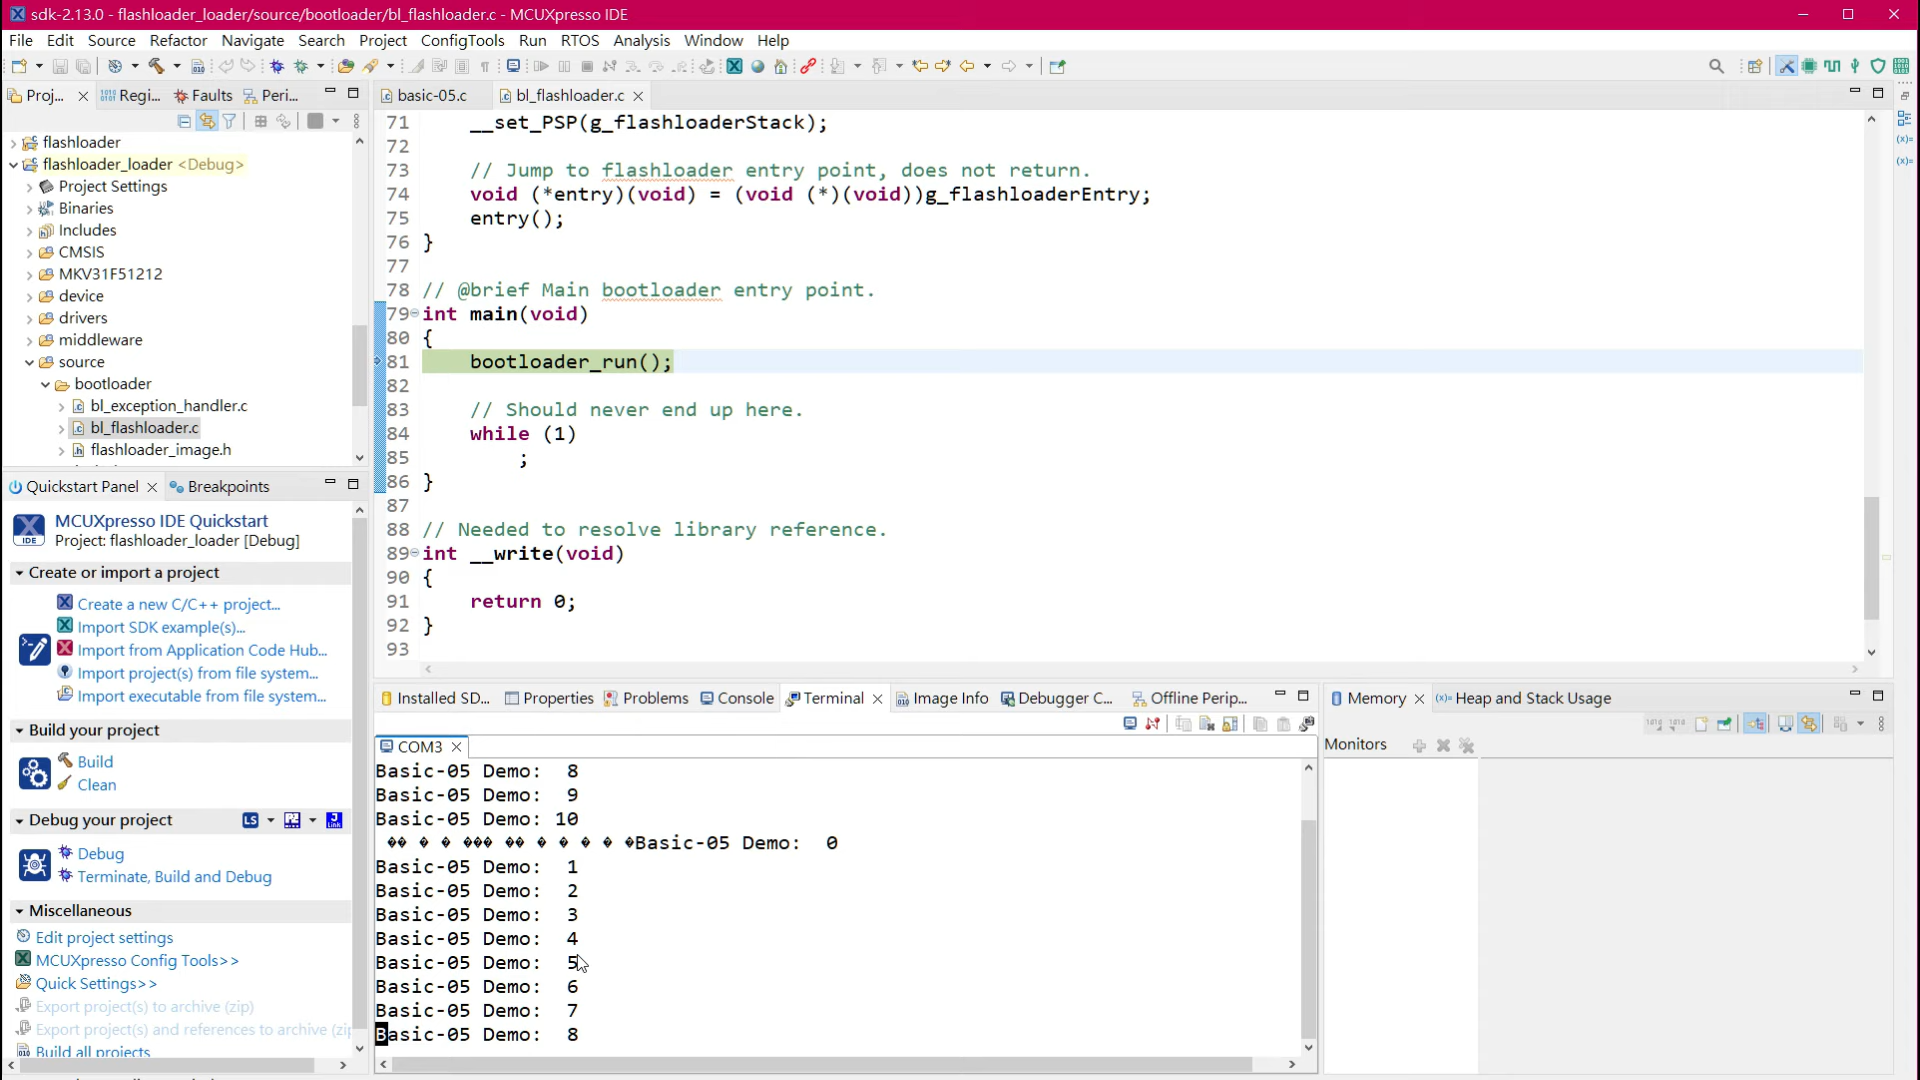 sdk-2.13.0 - flashloader_loader/source/bootloader/bl_flashloader.c - MCUXpresso IDE
File Edit Source Refactor Navigate Search Project ConfigTools Run RTOS Analysis Window Help
Proj... Regi... Faults Peri...
flashloader
flashloader_loader <Debug>
Project Settings
Binaries
Includes
CMSIS
MKV31F51212
device
drivers
middleware
source
bootloader
bl_exception_handler.c
bl_flashloader.c
flashloader_image.h
basic-05.c bl_flashloader.c
71 __set_PSP(g_flashloaderStack);
72
73 // Jump to flashloader entry point, does not return.
74 void (*entry)(void) = (void (*)(void))g_flashloaderEntry;
75 entry();
76 }
77
78 // @brief Main bootloader entry point.
79 int main(void)
80 {
81 bootloader_run();
82
83 // Should never end up here.
84 while (1)
85 ;
86 }
87
88 // Needed to resolve library reference.
89 int __write(void)
90 {
91 return 0;
92 }
93
Quickstart Panel Breakpoints
MCUXpresso IDE Quickstart
Project: flashloader_loader [Debug]
Create or import a project
Create a new C/C++ project...
Import SDK example(s)...
Import from Application Code Hub...
Import project(s) from file system...
Import executable from file system...
Build your project
Build
Clean
Debug your project
LS
Debug
Terminate, Build and Debug
Miscellaneous
Edit project settings
MCUXpresso Config Tools>>
Quick Settings>>
Export project(s) to archive (zip)
Export project(s) and references to archive (zip
Build all projects
Installed SD... Properties Problems Console Terminal Image Info Debugger C... Offline Perip...
COM3
Basic-05 Demo: 8
Basic-05 Demo: 9
Basic-05 Demo: 10
�� � � ��� �� � � � � � �Basic-05 Demo: 0
Basic-05 Demo: 1
Basic-05 Demo: 2
Basic-05 Demo: 3
Basic-05 Demo: 4
Basic-05 Demo: 5
Basic-05 Demo: 6
Basic-05 Demo: 7
Basic-05 Demo: 8
Memory Heap and Stack Usage
Monitors